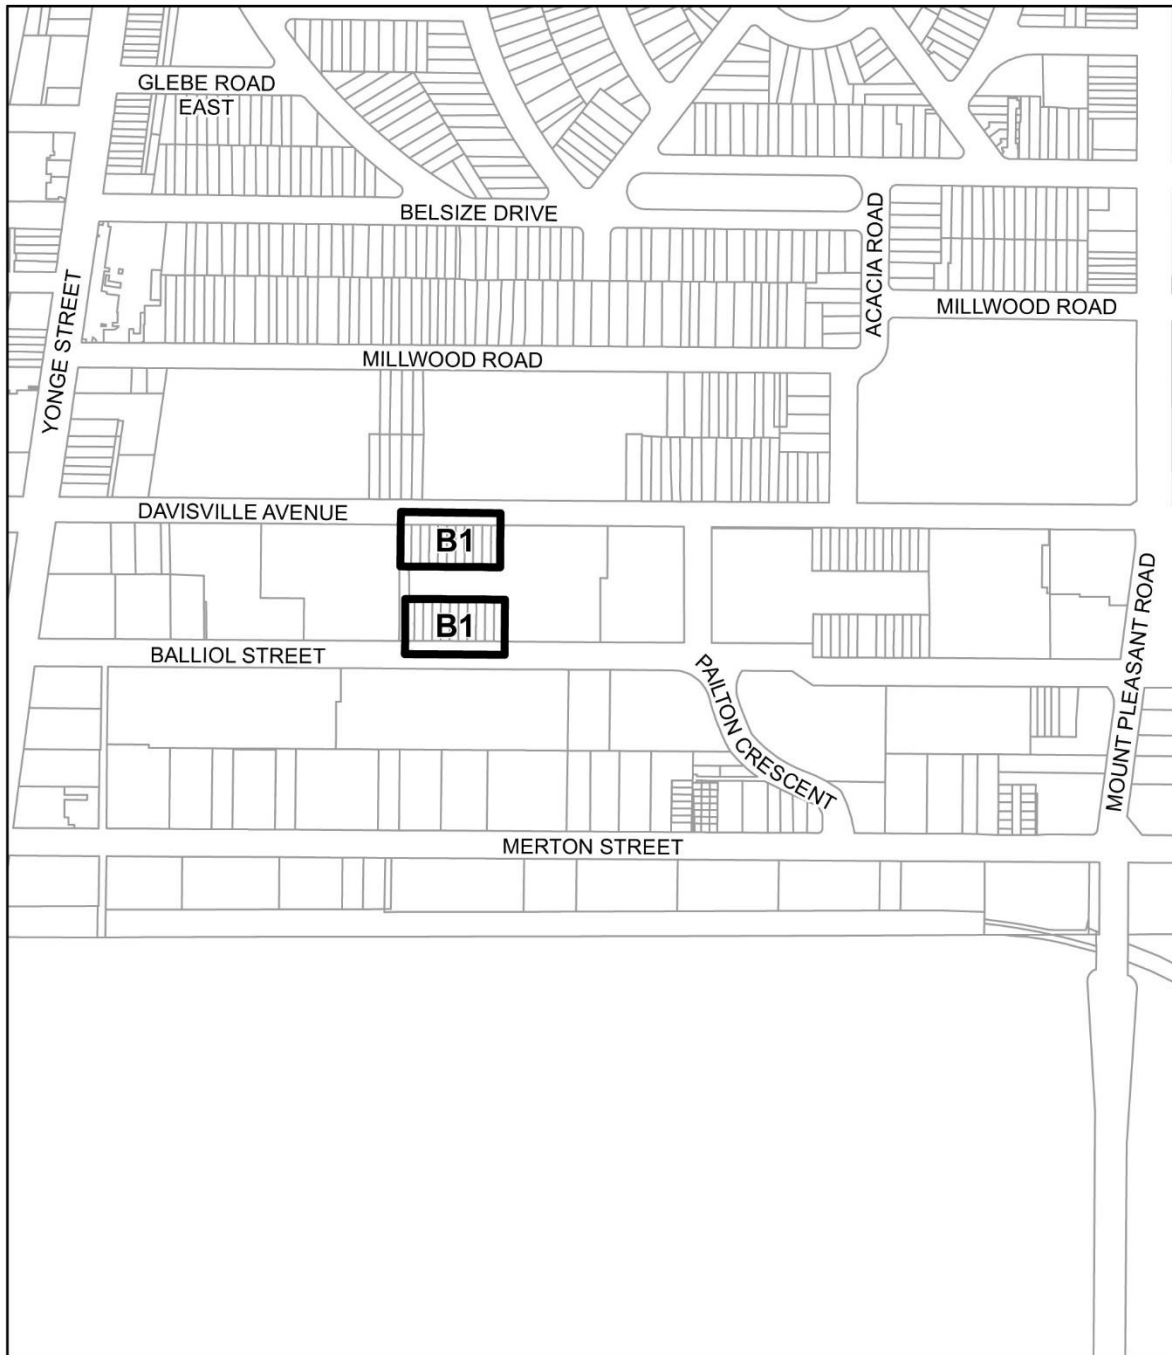 GLEBE ROAD
EAST
BELSIZE DRIVE
ACACIA ROAD
YONGE STREET
MILLWOOD ROAD
MILLWOOD ROAD
DAVISVILLE AVENUE
B1
B1
BALLIOL STREET
PAILTON CRESCENT
MOUNT PLEASANT ROAD
MERTON STREET